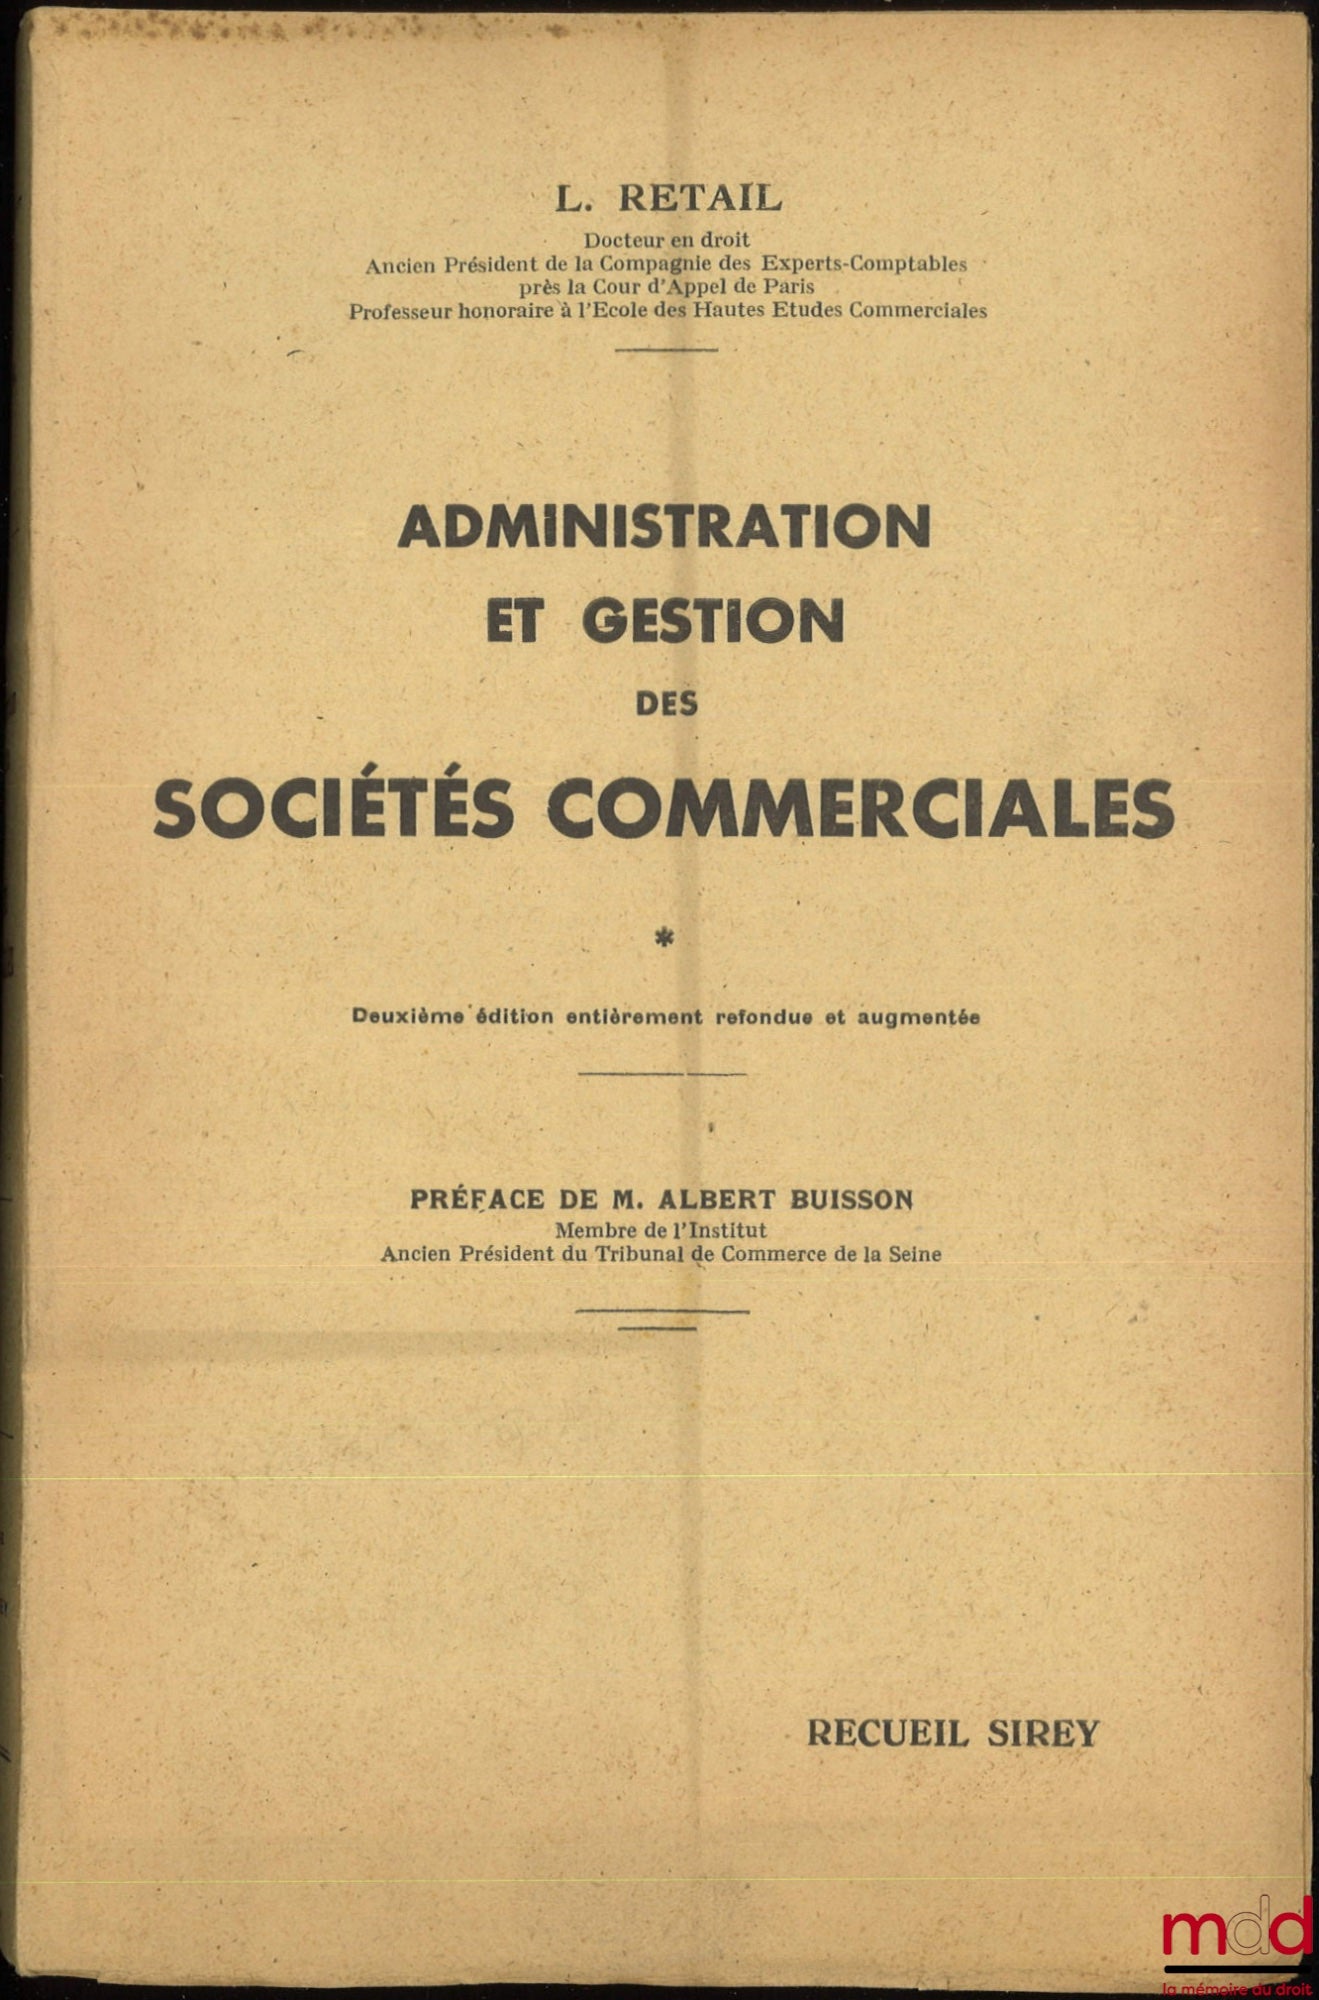 L. RETAIL
Docteur en droit
Ancien Président de la Compagnie des Experts-Comptables
près la Cour d'Appel de Paris
Professeur honoraire à l'Ecole des Hautes Etudes Commerciales
ADMINISTRATION
ET GESTION
DES
SOCIÉTÉS COMMERCIALES
*
Deuxième édition entièrement refondue et augmentée
PRÉFACE DE M. ALBERT BUISSON
Membre de l'Institut
Ancien Président du Tribunal de Commerce de la Seine
RECUEIL SIREY
mdd
la mémoire du droit